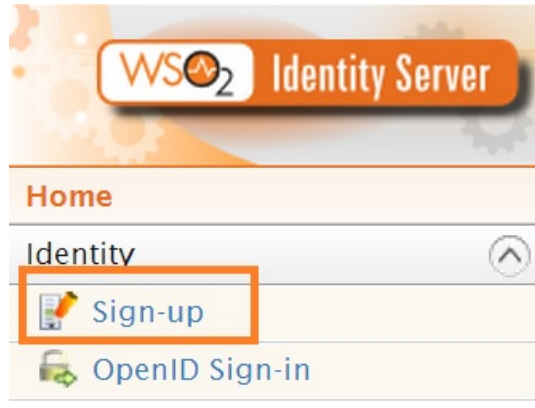 WSO2 Identity Server
Home
Identity
Sign-up
OpenID Sign-in